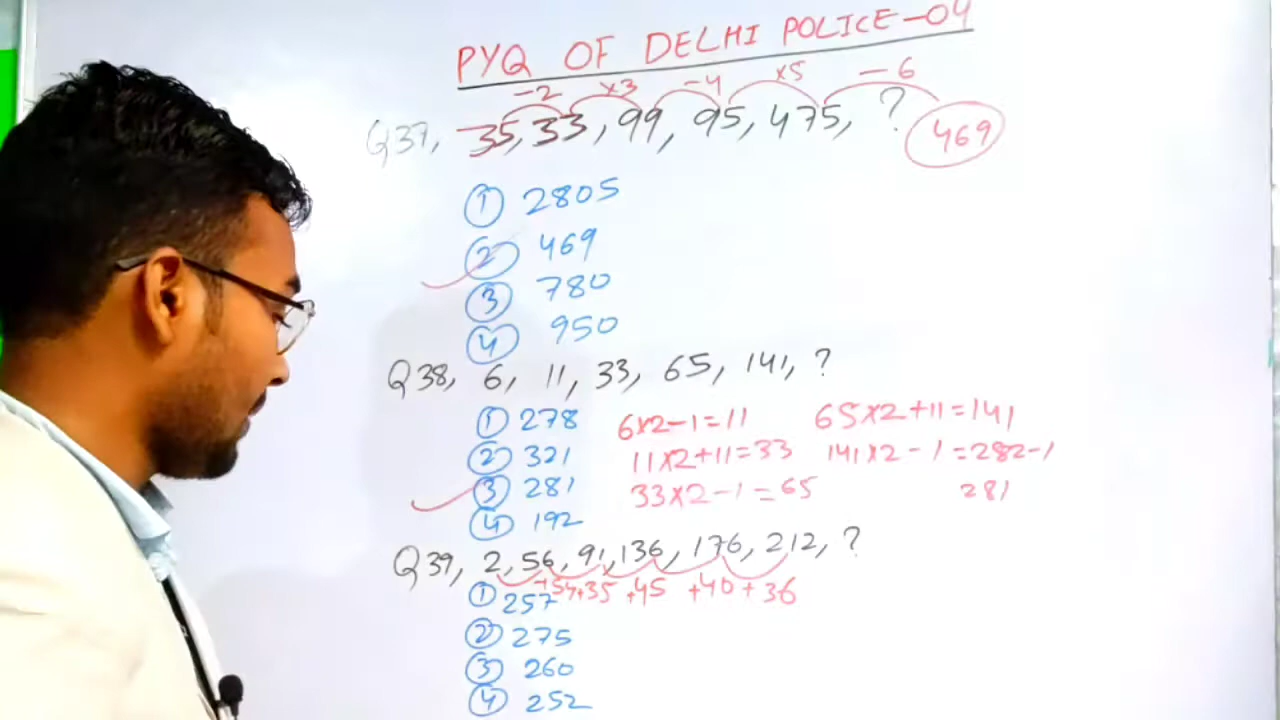 PYQ OF DELHI POLICE-04
-2 ×3 -4 ×5 -6
Q37, 35, 33, 99, 95, 475, ? 469
① 2805
② 469
③ 780
④ 950
Q38, 6, 11, 33, 65, 141, ?
① 278 6×2-1=11 65×2+11=141
② 321 11×2+11=33 141×2-1=282-1
③ 281 33×2-1=65 281
④ 192
Q39, 2, 56, 91, 136, 176, 212, ?
+54 +35 +45 +40 +36
① 257
② 275
③ 260
④ 252